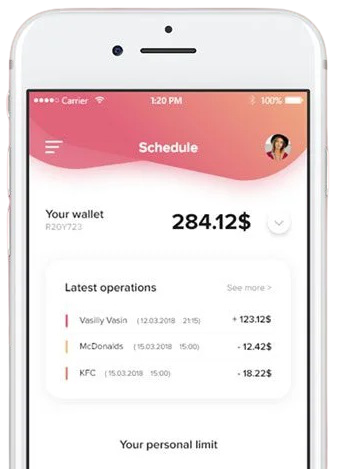 Carrier 1:20 PM 100%
Schedule
Your wallet 284.12$
R20Y723
Latest operations See more >
Vasiliy Vasin (12.03.2018 21:15) + 123.12$
McDonalds (15.03.2018 15:00) - 12.42$
KFC (15.03.2018 15:00) - 18.22$
Your personal limit